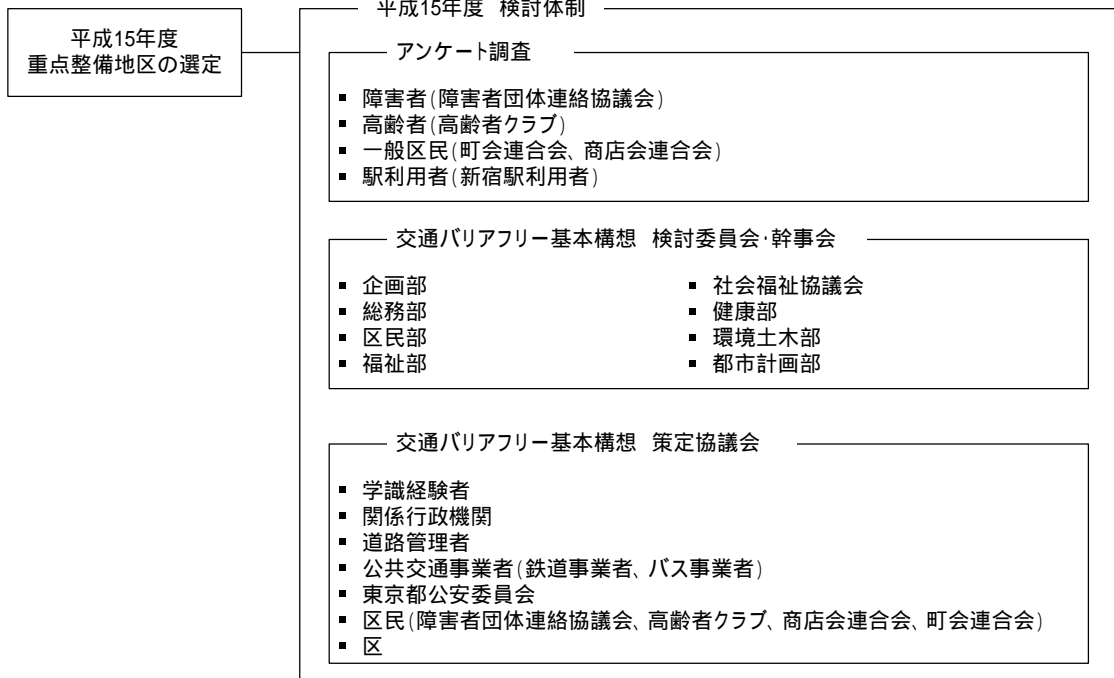 平成15年度 検討体制
平成15年度
重点整備地区の選定
アンケート調査
▪ 障害者(障害者団体連絡協議会)
▪ 高齢者(高齢者クラブ)
▪ 一般区民(町会連合会、商店会連合会)
▪ 駅利用者(新宿駅利用者)
交通バリアフリー基本構想 検討委員会・幹事会
▪ 企画部
▪ 総務部
▪ 区民部
▪ 福祉部
▪ 社会福祉協議会
▪ 健康部
▪ 環境土木部
▪ 都市計画部
交通バリアフリー基本構想 策定協議会
▪ 学識経験者
▪ 関係行政機関
▪ 道路管理者
▪ 公共交通事業者(鉄道事業者、バス事業者)
▪ 東京都公安委員会
▪ 区民(障害者団体連絡協議会、高齢者クラブ、商店会連合会、町会連合会)
▪ 区